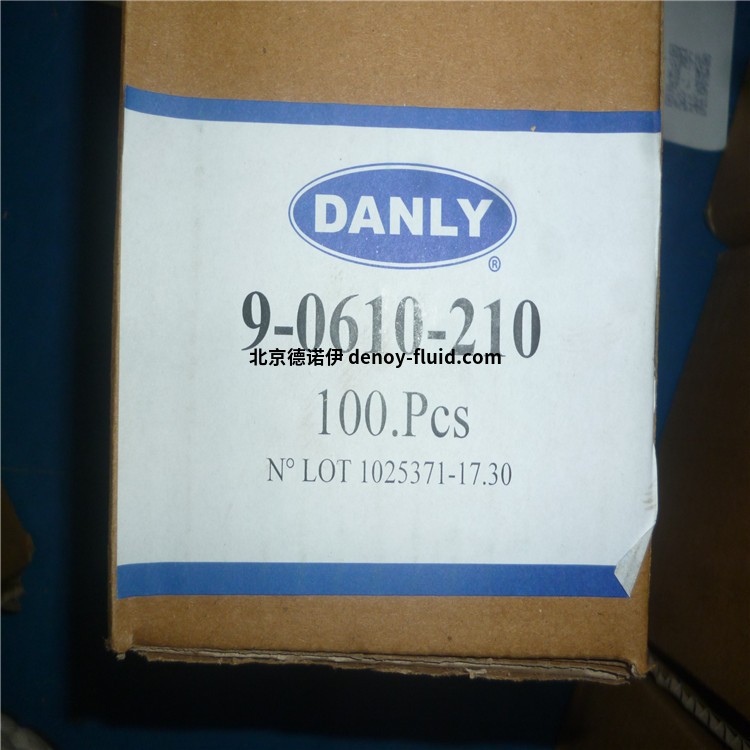 DANLY
®
9-0610-210
北京德诺伊 denoy-fluid.com
100.Pcs
N° LOT 1025371-17.30